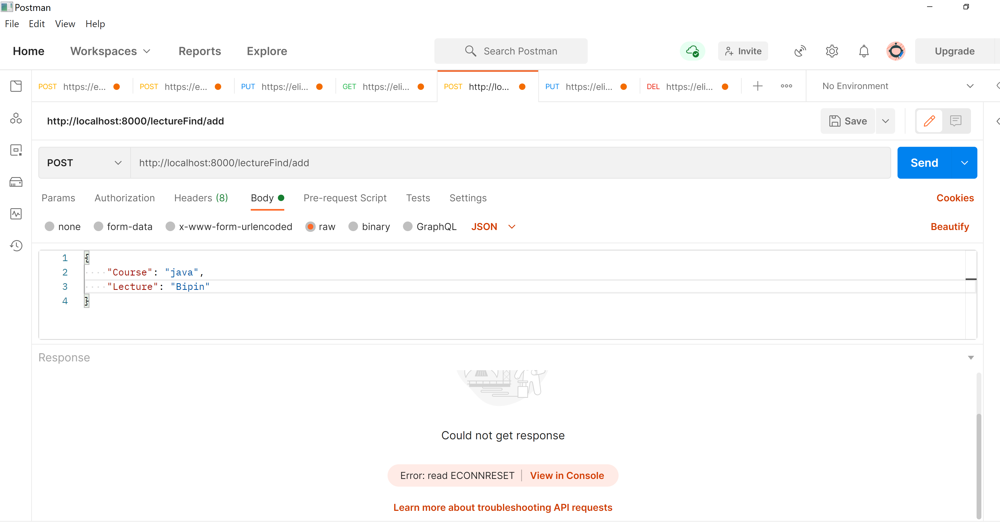 Postman
File Edit View Help
Home Workspaces Reports Explore Search Postman Invite Upgrade
POST https://e... POST https://e... PUT https://eli... GET https://eli... POST http://lo... PUT https://eli... DEL https://eli... No Environment
http://localhost:8000/lectureFind/add Save
POST http://localhost:8000/lectureFind/add Send
Params Authorization Headers (8) Body Pre-request Script Tests Settings Cookies
none form-data x-www-form-urlencoded raw binary GraphQL JSON Beautify
1 {
2 "Course": "java",
3 "Lecture": "Bipin"
4 }
Response
Could not get response
Error: read ECONNRESET | View in Console
Learn more about troubleshooting API requests